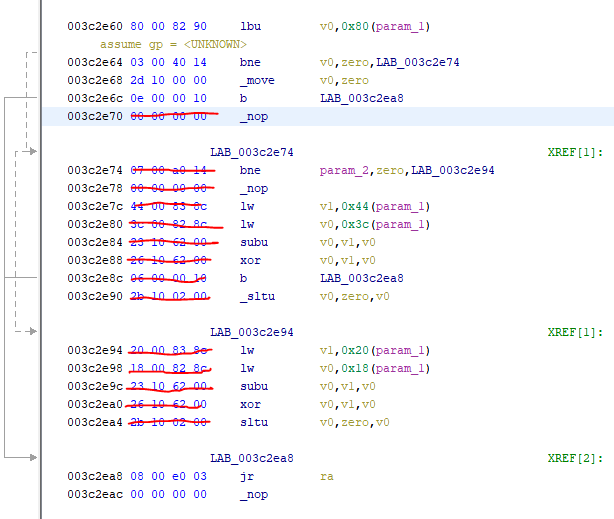 003c2e60 80 00 82 90 lbu v0,0x80(param_1)
assume gp = <UNKNOWN>
003c2e64 03 00 40 14 bne v0,zero,LAB_003c2e74
003c2e68 2d 10 00 00 _move v0,zero
003c2e6c 0e 00 00 10 b LAB_003c2ea8
003c2e70 00 00 00 00 _nop
LAB_003c2e74 XREF[1]:
003c2e74 07 00 a0 14 bne param_2,zero,LAB_003c2e94
003c2e78 00 00 00 00 _nop
003c2e7c 44 00 83 8c lw v1,0x44(param_1)
003c2e80 3c 00 82 8c lw v0,0x3c(param_1)
003c2e84 23 10 62 00 subu v0,v1,v0
003c2e88 26 10 62 00 xor v0,v1,v0
003c2e8c 06 00 00 10 b LAB_003c2ea8
003c2e90 2b 10 02 00 _sltu v0,zero,v0
LAB_003c2e94 XREF[1]:
003c2e94 20 00 83 8c lw v1,0x20(param_1)
003c2e98 18 00 82 8c lw v0,0x18(param_1)
003c2e9c 23 10 62 00 subu v0,v1,v0
003c2ea0 26 10 62 00 xor v0,v1,v0
003c2ea4 2b 10 02 00 sltu v0,zero,v0
LAB_003c2ea8 XREF[2]:
003c2ea8 08 00 e0 03 jr ra
003c2eac 00 00 00 00 _nop